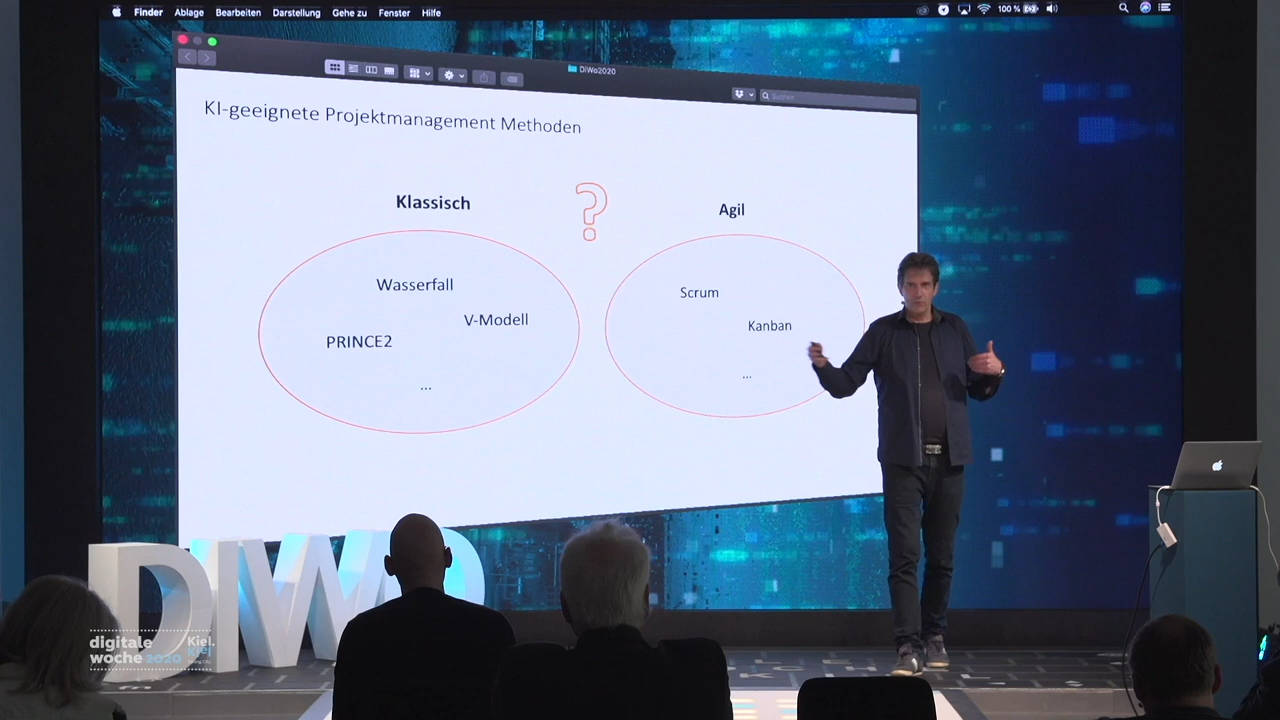 Finder Ablage Bearbeiten Darstellung Gehe zu Fenster Hilfe
100 %
DiWo2020
Suchen
KI-geeignete Projektmanagement Methoden
Klassisch
?
Agil
Wasserfall
V-Modell
PRINCE2
...
Scrum
Kanban
...
DIWO
digitale
woche 2020
Kiel.